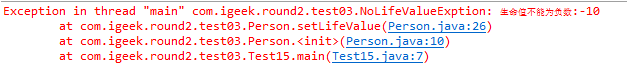 Exception in thread "main" com.igeek.round2.test03.NoLifeValueExption: 生命值不能为负数:-10
at com.igeek.round2.test03.Person.setLifeValue(Person.java:26)
at com.igeek.round2.test03.Person.<init>(Person.java:10)
at com.igeek.round2.test03.Test15.main(Test15.java:7)